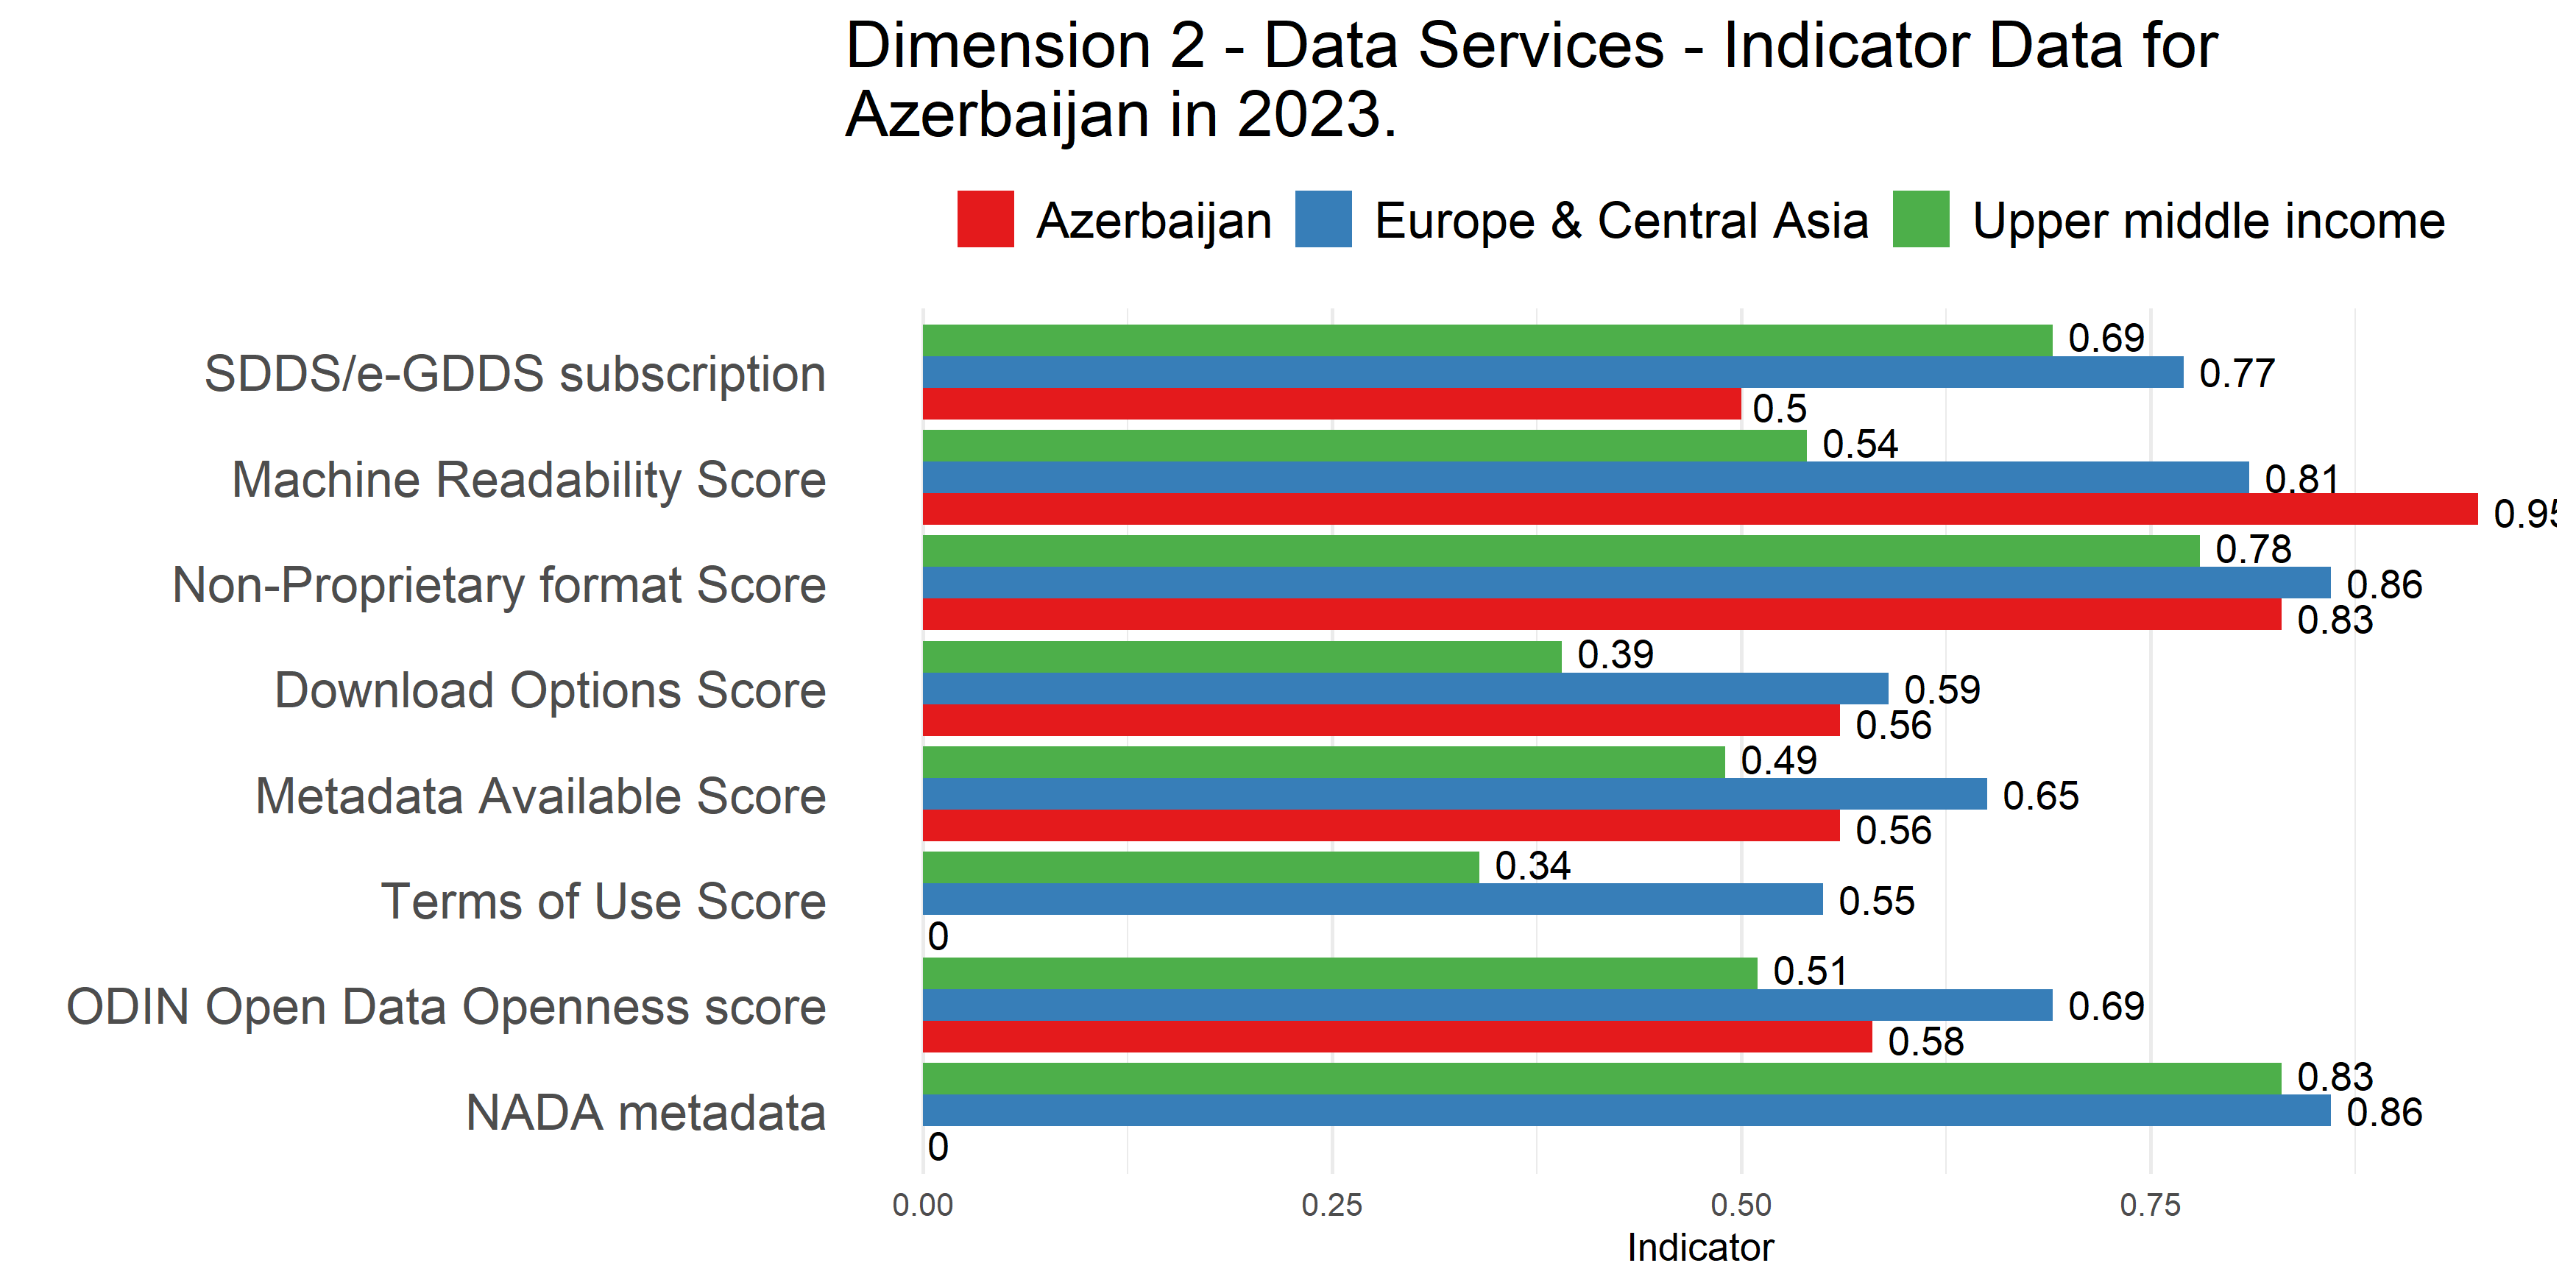 Dimension 2 - Data Services - Indicator Data for
Azerbaijan in 2023.
Azerbaijan Europe & Central Asia Upper middle income
SDDS/e-GDDS subscription
0.69
0.77
0.5
Machine Readability Score
0.54
0.81
0.95
Non-Proprietary format Score
0.78
0.86
0.83
Download Options Score
0.39
0.59
0.56
Metadata Available Score
0.49
0.65
0.56
Terms of Use Score
0.34
0.55
0
ODIN Open Data Openness score
0.51
0.69
0.58
NADA metadata
0.83
0.86
0
0.00 0.25 0.50 0.75
Indicator